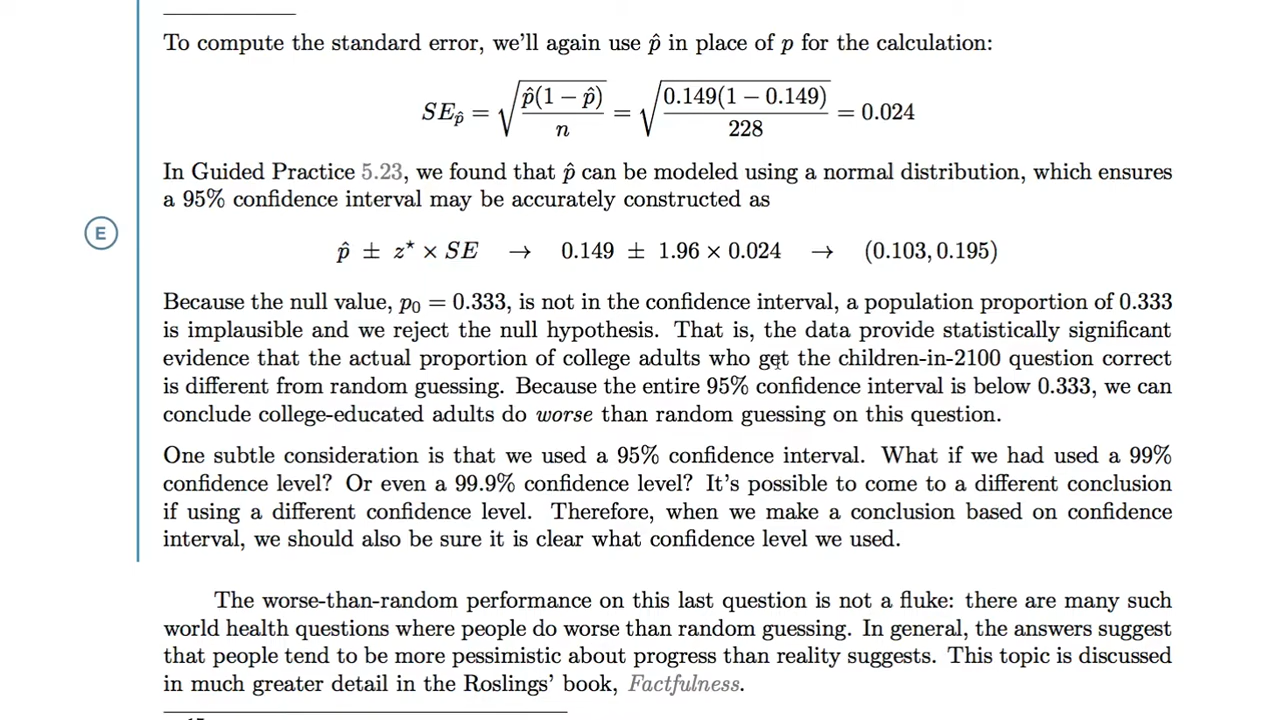 To compute the standard error, we'll again use p̂ in place of p for the calculation:
SE_p̂ = √(p̂(1 − p̂)/n) = √(0.149(1 − 0.149)/228) = 0.024
In Guided Practice 5.23, we found that p̂ can be modeled using a normal distribution, which ensures
a 95% confidence interval may be accurately constructed as
E
p̂ ± z⋆ × SE → 0.149 ± 1.96 × 0.024 → (0.103, 0.195)
Because the null value, p₀ = 0.333, is not in the confidence interval, a population proportion of 0.333
is implausible and we reject the null hypothesis. That is, the data provide statistically significant
evidence that the actual proportion of college adults who get the children-in-2100 question correct
is different from random guessing. Because the entire 95% confidence interval is below 0.333, we can
conclude college-educated adults do worse than random guessing on this question.
One subtle consideration is that we used a 95% confidence interval. What if we had used a 99%
confidence level? Or even a 99.9% confidence level? It's possible to come to a different conclusion
if using a different confidence level. Therefore, when we make a conclusion based on confidence
interval, we should also be sure it is clear what confidence level we used.
The worse-than-random performance on this last question is not a fluke: there are many such
world health questions where people do worse than random guessing. In general, the answers suggest
that people tend to be more pessimistic about progress than reality suggests. This topic is discussed
in much greater detail in the Roslings' book, Factfulness.